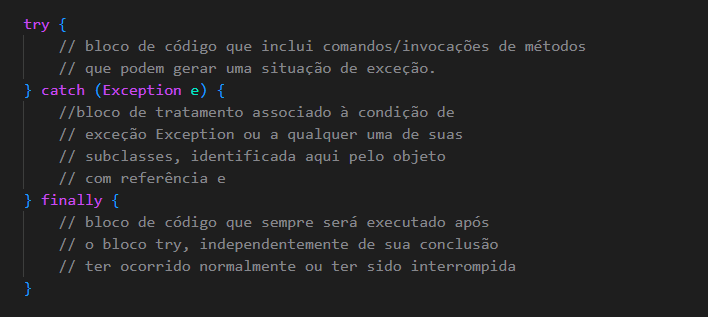 try {
// bloco de código que inclui comandos/invocações de métodos
// que podem gerar uma situação de exceção.
} catch (Exception e) {
//bloco de tratamento associado à condição de
// exceção Exception ou a qualquer uma de suas
// subclasses, identificada aqui pelo objeto
// com referência e
} finally {
// bloco de código que sempre será executado após
// o bloco try, independentemente de sua conclusão
// ter ocorrido normalmente ou ter sido interrompida
}